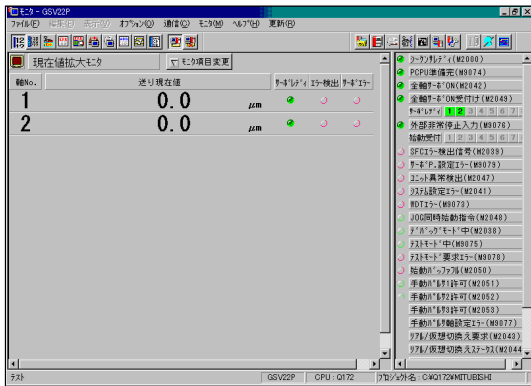 モニタ - GSV22P
ファイル(F) 編集(E) 表示(V) オプション(O) 通信(C) モニタ(M) ヘルプ(H) 更新(R)
現在値拡大モニタ
モニタ項目変更
軸No. 送り現在値 サーボレディ エラー検出 サーボエラー
1 0.0 μm
2 0.0 μm
シーケンスレディ(M2000)
PCPU準備完(M9074)
全軸サーボON(M2042)
全軸サーボON受付け(M2049)
サーボレディ 1 2 3 4 5 6 7
外部非常停止入力(M9076)
始動受付 1 2 3 4 5 6 7
SFCエラー検出信号(M2039)
サーボP.設定エラー(M9079)
ユニット異常検出(M2047)
システム設定エラー(M2041)
WDTエラー(M9073)
JOG同時始動指令(M2048)
デバッグモード中(M2038)
テストモード中(M9075)
テストモード要求エラー(M9078)
始動バッファフル(M2050)
手動パルサ1許可(M2051)
手動パルサ2許可(M2052)
手動パルサ3許可(M2053)
手動パルサ軸設定エラー(M9077)
リアル/仮想切換え要求(M2043)
リアル/仮想切換えステータス(M2044
テスト GSV22P CPU : Q172 プロジェクト名 : C:¥Q172¥MITUBISHI